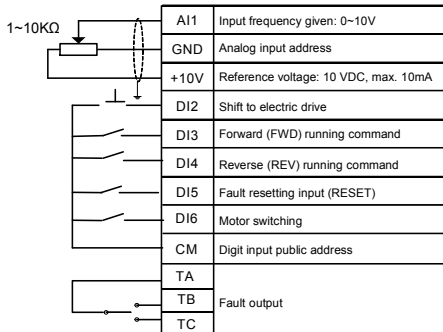 1~10KΩ
AI1 Input frequency given: 0~10V
GND Analog input address
+10V Reference voltage: 10 VDC, max. 10mA
DI2 Shift to electric drive
DI3 Forward (FWD) running command
DI4 Reverse (REV) running command
DI5 Fault resetting input (RESET)
DI6 Motor switching
CM Digit input public address
TA
TB Fault output
TC